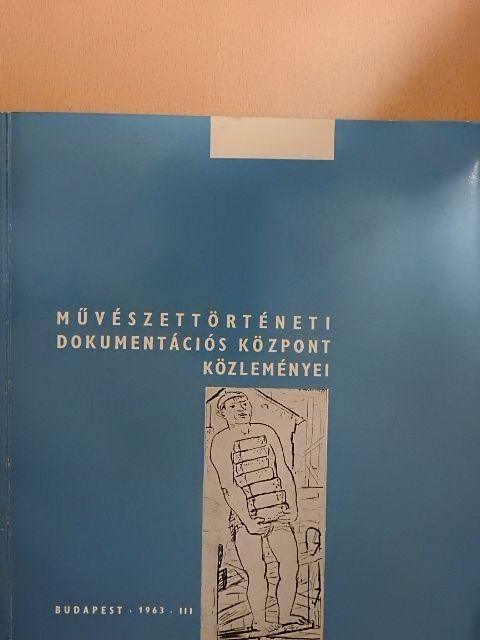 MŰVÉSZETTÖRTÉNETI
DOKUMENTÁCIÓS KÖZPONT
KÖZLEMÉNYEI
BUDAPEST · 1963 · III